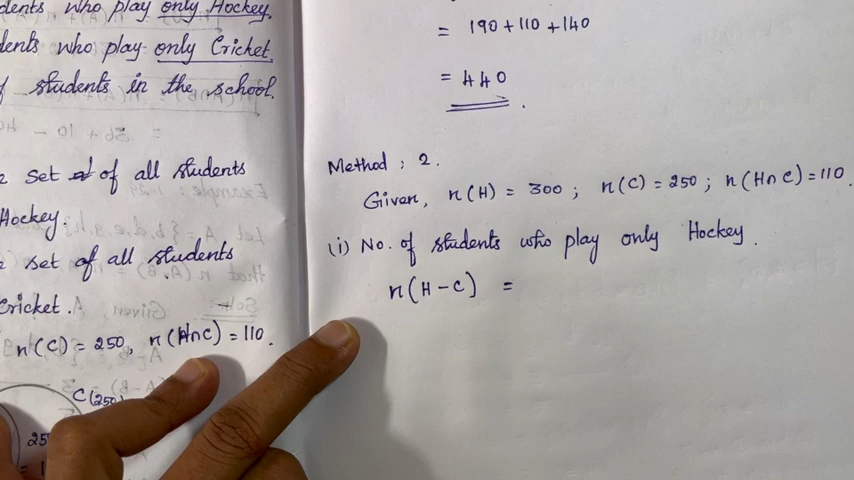 dents who play only Hockey.
dents who play only Cricket.
students in the school.
set of all students
Hockey.
set of all students
Cricket.
n(C) = 250, n(H∩C) = 110.
C(250)
= 190 + 110 + 140
= 440.
Method : 2.
Given, n(H) = 300 ; n(C) = 250 ; n(H∩C) = 110.
(i) No. of students who play only Hockey.
n(H - C) =